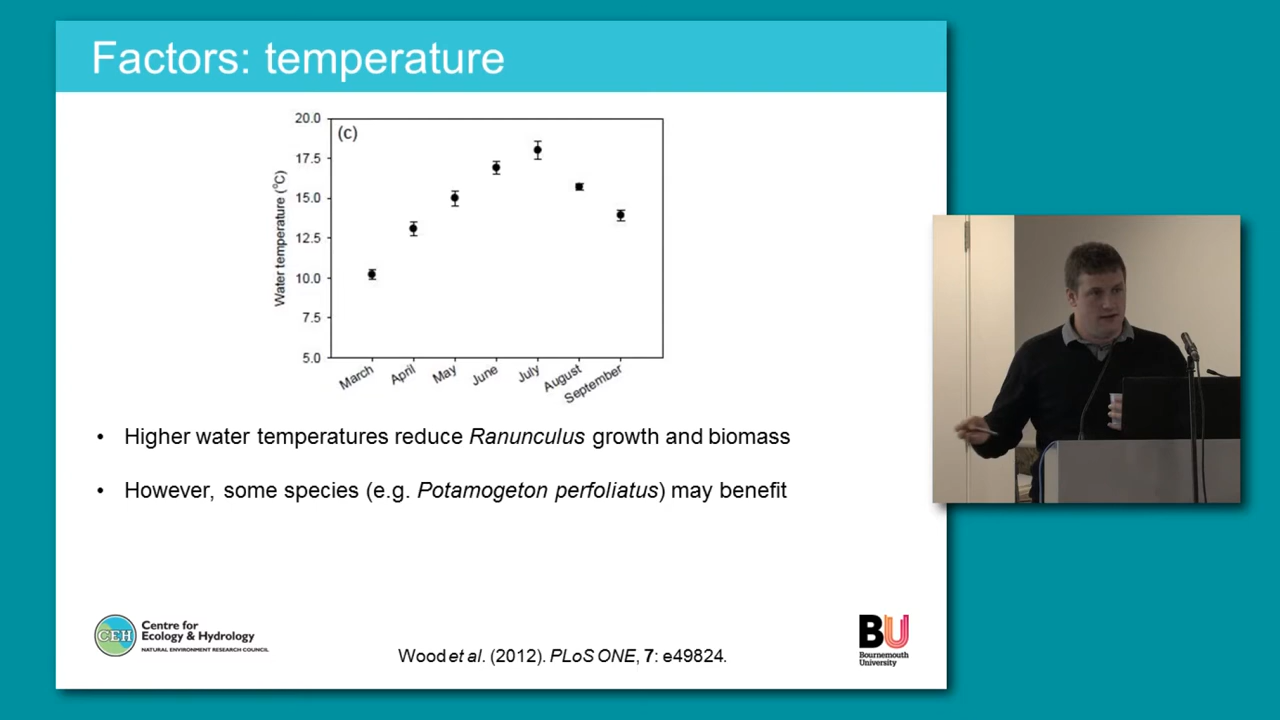 Factors: temperature
(c)
Water temperature (°C)
20.0
17.5
15.0
12.5
10.0
7.5
5.0
March
April
May
June
July
August
September
• Higher water temperatures reduce Ranunculus growth and biomass
• However, some species (e.g. Potamogeton perfoliatus) may benefit
CEH
Centre for
Ecology & Hydrology
NATURAL ENVIRONMENT RESEARCH COUNCIL
Wood et al. (2012). PLoS ONE, 7: e49824.
BU
Bournemouth
University